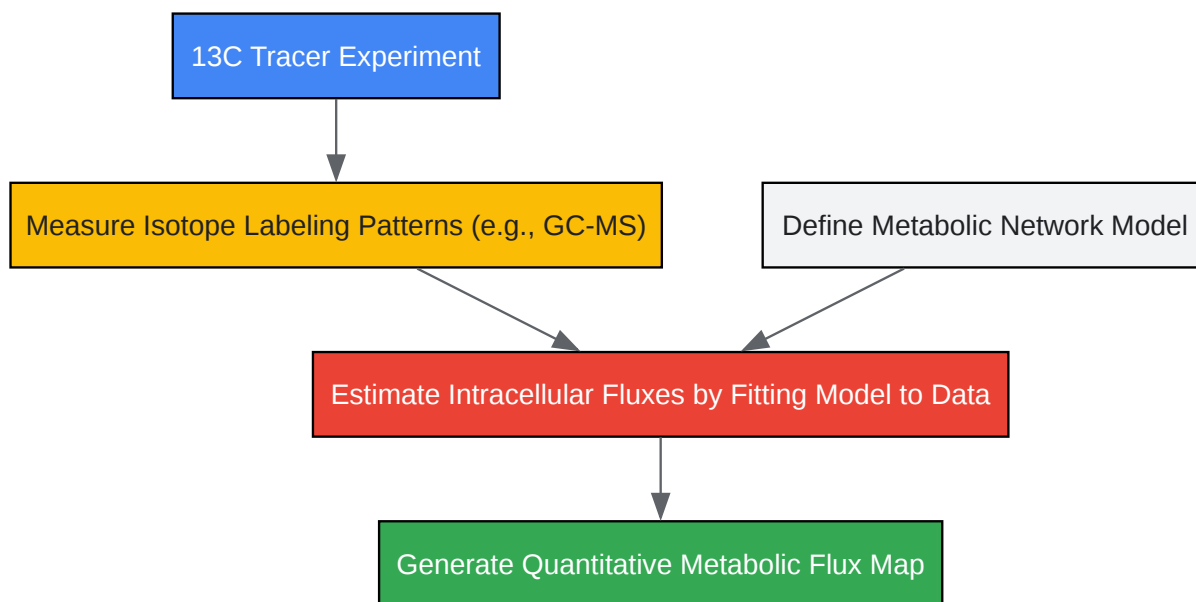 13C Tracer Experiment
Measure Isotope Labeling Patterns (e.g., GC-MS)
Define Metabolic Network Model
Estimate Intracellular Fluxes by Fitting Model to Data
Generate Quantitative Metabolic Flux Map